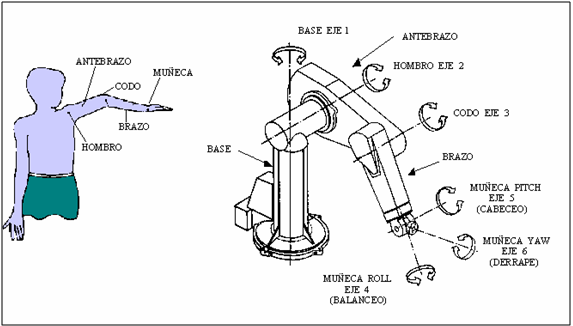 ANTEBRAZO
CODO
MUÑECA
BRAZO
HOMBRO
BASE EJE 1
ANTEBRAZO
HOMBRO EJE 2
CODO EJE 3
BASE
BRAZO
MUÑECA PITCH
EJE 5
(CABECEO)
MUÑECA YAW
EJE 6
(DERRAPE)
MUÑECA ROLL
EJE 4
(BALANCEO)